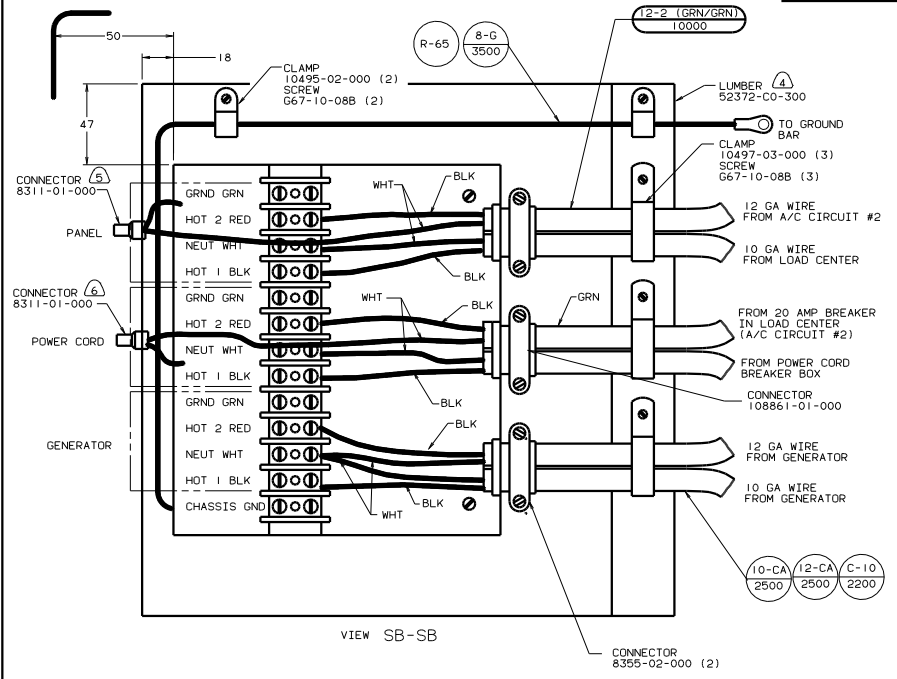 50
18
47
CLAMP
10495-02-000 (2)
SCREW
G67-10-08B (2)
R-65
8-G
3500
12-2 (GRN/GRN)
10000
LUMBER 4
52372-C0-300
TO GROUND
BAR
CLAMP
10497-03-000 (3)
SCREW
G67-10-08B (3)
CONNECTOR 5
8311-01-000
PANEL
GRND GRN
HOT 2 RED
NEUT WHT
HOT 1 BLK
WHT
BLK
BLK
12 GA WIRE
FROM A/C CIRCUIT #2
10 GA WIRE
FROM LOAD CENTER
CONNECTOR 6
8311-01-000
POWER CORD
GRND GRN
HOT 2 RED
NEUT WHT
HOT 1 BLK
WHT
BLK
BLK
GRN
FROM 20 AMP BREAKER
IN LOAD CENTER
(A/C CIRCUIT #2)
FROM POWER CORD
BREAKER BOX
CONNECTOR
108861-01-000
GENERATOR
GRND GRN
HOT 2 RED
NEUT WHT
HOT 1 BLK
CHASSIS GND
BLK
BLK
WHT
12 GA WIRE
FROM GENERATOR
10 GA WIRE
FROM GENERATOR
10-CA
2500
12-CA
2500
C-10
2200
VIEW SB-SB
CONNECTOR
8355-02-000 (2)